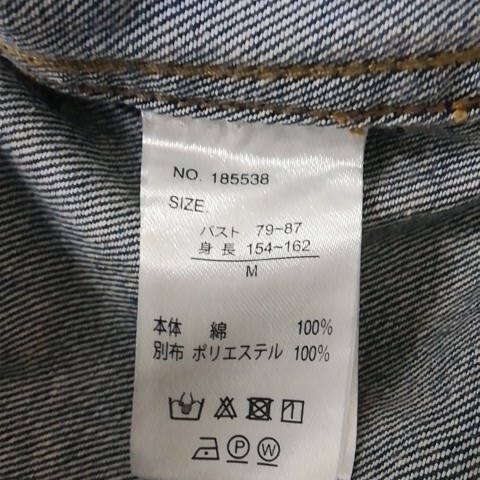 NO. 185538
SIZE.
バスト 79~87
身長 154~162
M
本体 綿 100%
別布 ポリエステル 100%
P W